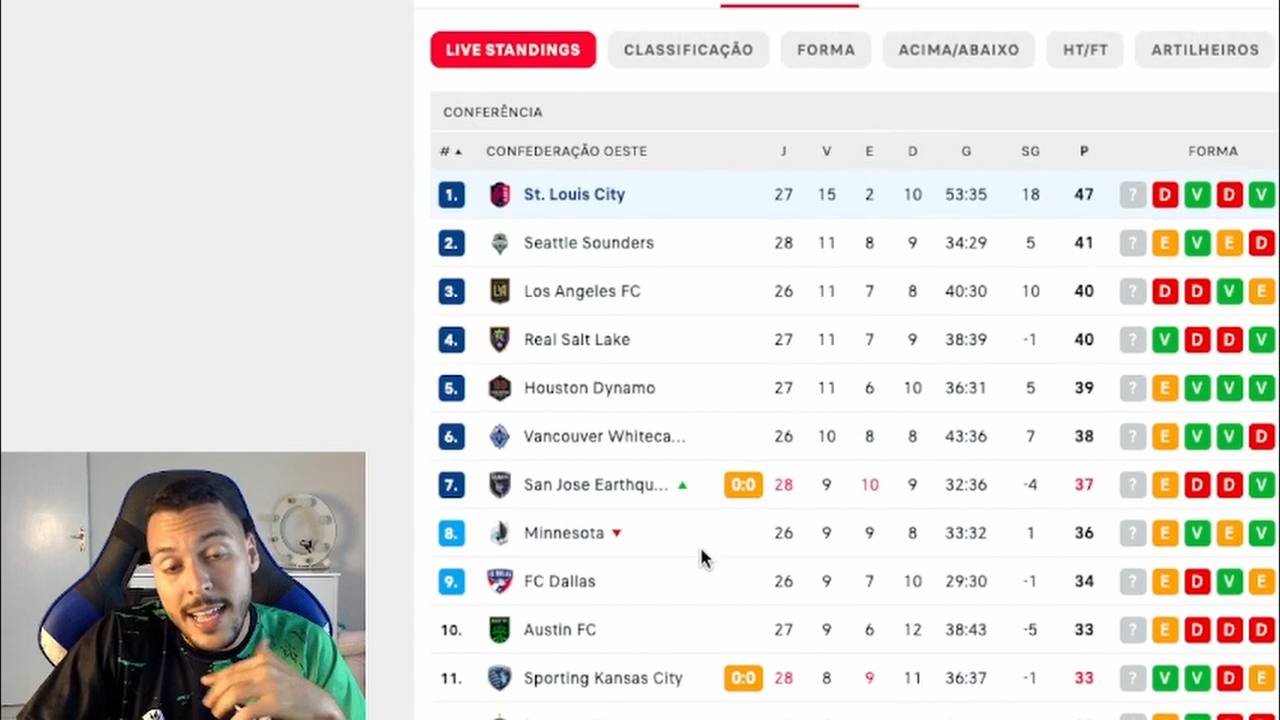 LIVE STANDINGS CLASSIFICAÇÃO FORMA ACIMA/ABAIXO HT/FT ARTILHEIROS
CONFERÊNCIA
# CONFEDERAÇÃO OESTE J V E D G SG P FORMA
1. St. Louis City 27 15 2 10 53:35 18 47 ? D V D V
2. Seattle Sounders 28 11 8 9 34:29 5 41 ? E V E D
3. Los Angeles FC 26 11 7 8 40:30 10 40 ? D D V E
4. Real Salt Lake 27 11 7 9 38:39 -1 40 ? V D D V
5. Houston Dynamo 27 11 6 10 36:31 5 39 ? E V V V
6. Vancouver Whiteca... 26 10 8 8 43:36 7 38 ? E V V D
7. San Jose Earthqu... 0:0 28 9 10 9 32:36 -4 37 ? E D D V
8. Minnesota 26 9 9 8 33:32 1 36 ? E V E V
9. FC Dallas 26 9 7 10 29:30 -1 34 ? E D V E
10. Austin FC 27 9 6 12 38:43 -5 33 ? E D D D
11. Sporting Kansas City 0:0 28 8 9 11 36:37 -1 33 ? V V D E